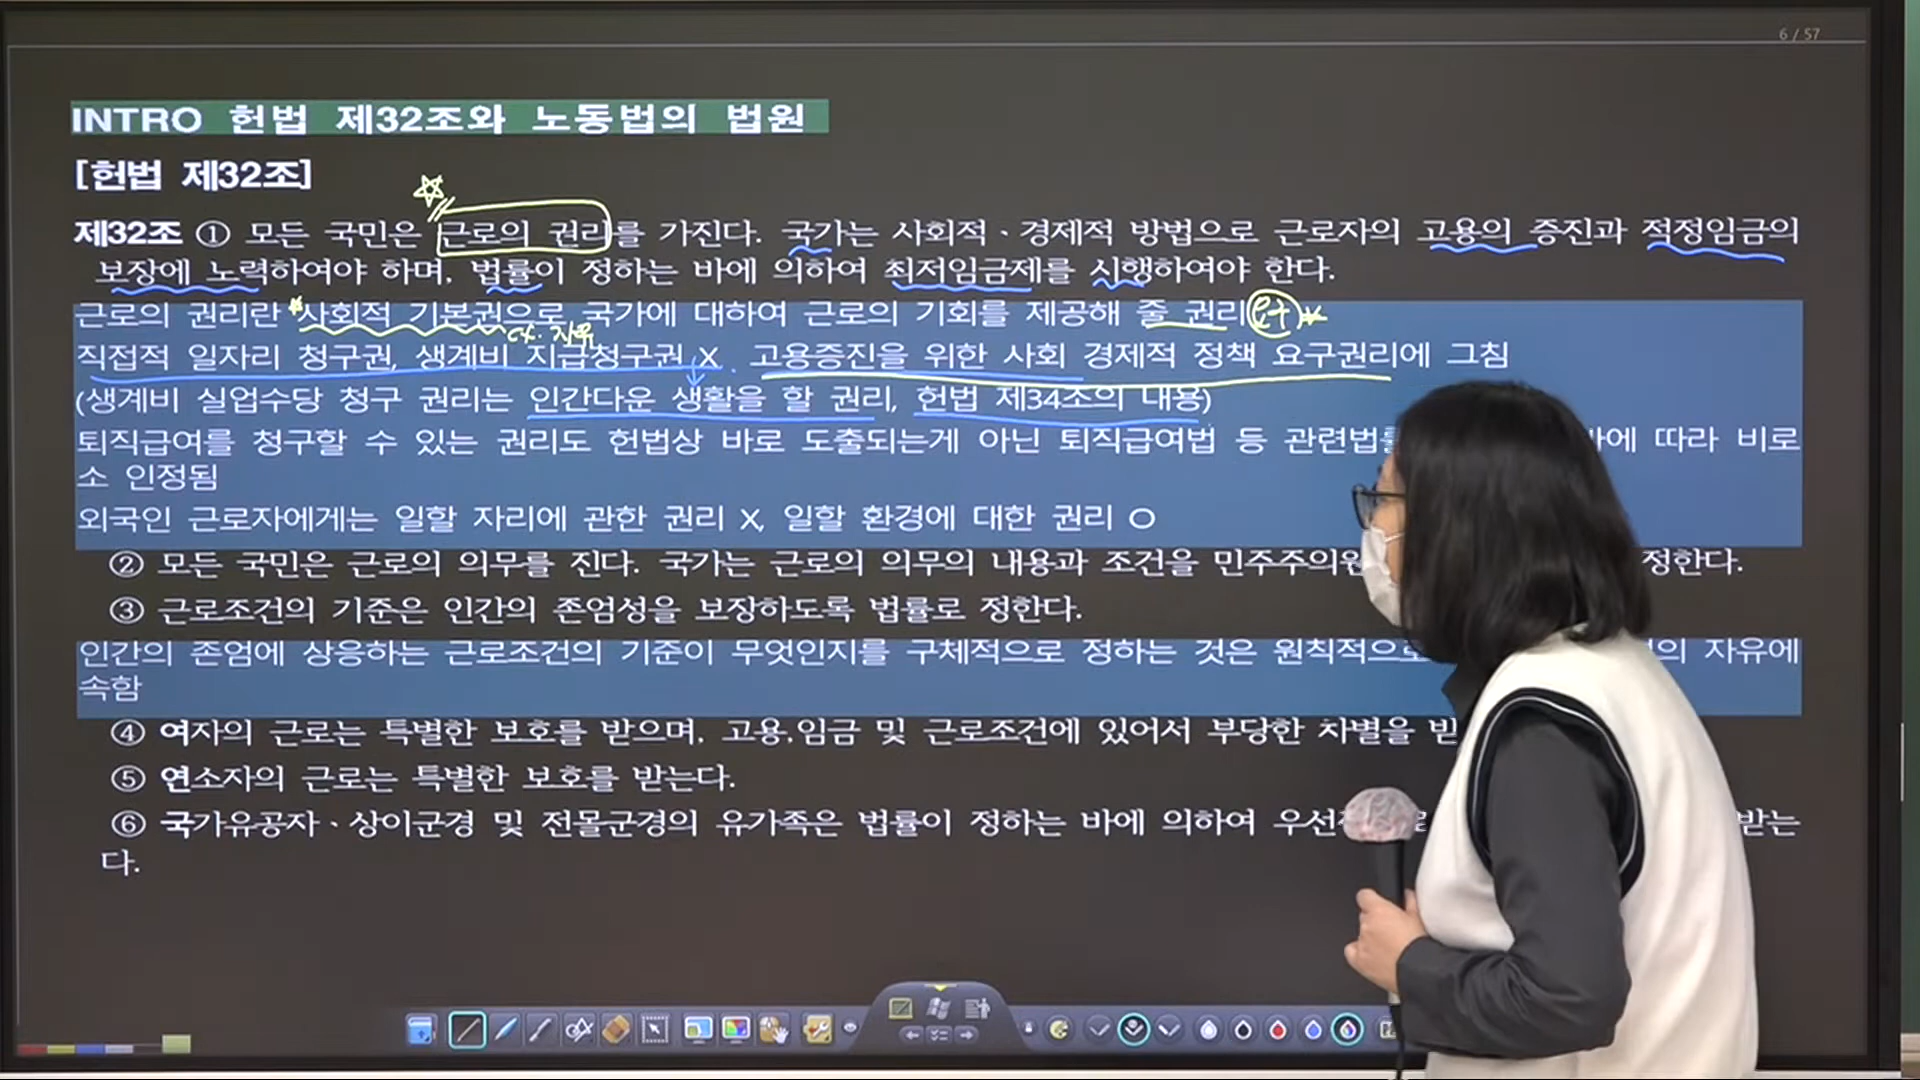 6 / 57
INTRO 헌법 제32조와 노동법의 법원
[헌법 제32조]
제32조 ① 모든 국민은 근로의 권리를 가진다. 국가는 사회적ㆍ경제적 방법으로 근로자의 고용의 증진과 적정임금의
보장에 노력하여야 하며, 법률이 정하는 바에 의하여 최저임금제를 시행하여야 한다.
근로의 권리란 사회적 기본권으로 국가에 대하여 근로의 기회를 제공해 줄 권리
직접적 일자리 청구권, 생계비 지급청구권 X 고용증진을 위한 사회 경제적 정책 요구권리에 그침
(생계비 실업수당 청구 권리는 인간다운 생활을 할 권리, 헌법 제34조의 내용)
퇴직급여를 청구할 수 있는 권리도 헌법상 바로 도출되는게 아닌 퇴직급여법 등 관련법 바에 따라 비로
소 인정됨
외국인 근로자에게는 일할 자리에 관한 권리 X, 일할 환경에 대한 권리 O
② 모든 국민은 근로의 의무를 진다. 국가는 근로의 의무의 내용과 조건을 민주주의원 정한다.
③ 근로조건의 기준은 인간의 존엄성을 보장하도록 법률로 정한다.
인간의 존엄에 상응하는 근로조건의 기준이 무엇인지를 구체적으로 정하는 것은 원칙적으로 의 자유에
속함
④ 여자의 근로는 특별한 보호를 받으며, 고용,임금 및 근로조건에 있어서 부당한 차별을 받
⑤ 연소자의 근로는 특별한 보호를 받는다.
⑥ 국가유공자ㆍ상이군경 및 전몰군경의 유가족은 법률이 정하는 바에 의하여 우선 받는
다.